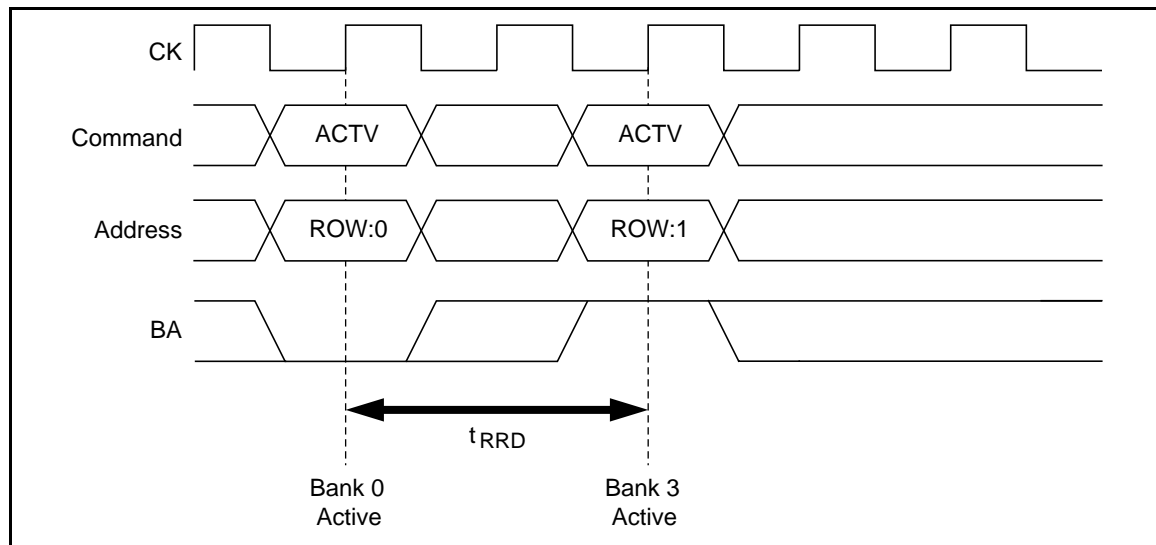 CK
Command
ACTV
ACTV
Address
ROW:0
ROW:1
BA
tRRD
Bank 0
Active
Bank 3
Active